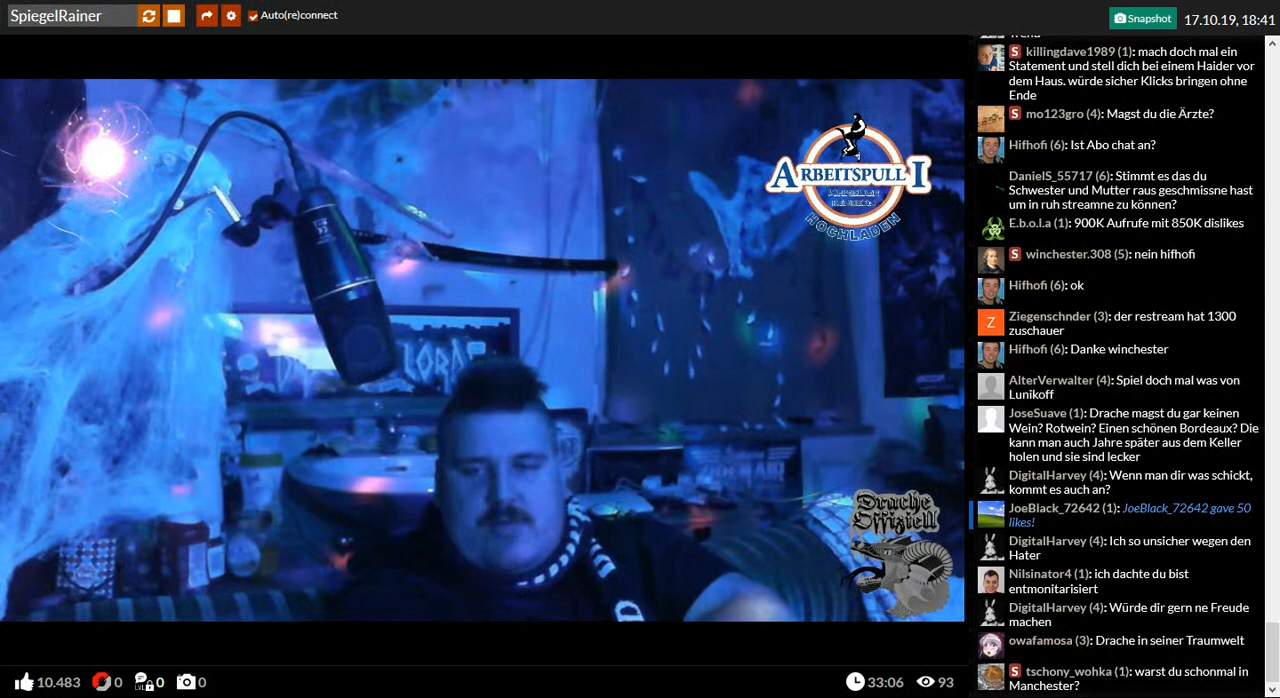 SpiegelRainer
Auto(re)connect
Snapshot
17.10.19, 18:41
ARBEITSPULLI
HOCHLADEN
LORD
Drache
Offiziell
S killingdave1989 (1): mach doch mal ein
Statement und stell dich bei einem Haider vor
dem Haus. würde sicher Klicks bringen ohne
Ende
S mo123gro (4): Magst du die Ärzte?
Hifhofi (6): Ist Abo chat an?
DanielS_55717 (6): Stimmt es das du
Schwester und Mutter raus geschmissne hast
um in ruh streamne zu können?
E.b.o.l.a (1): 900K Aufrufe mit 850K dislikes
S winchester.308 (5): nein hifhofi
Hifhofi (6): ok
Z
Ziegenschnder (3): der restream hat 1300
zuschauer
Hifhofi (6): Danke winchester
AlterVerwalter (4): Spiel doch mal was von
Lunikoff
JoseSuave (1): Drache magst du gar keinen
Wein? Rotwein? Einen schönen Bordeaux? Die
kann man auch Jahre später aus dem Keller
holen und sie sind lecker
DigitalHarvey (4): Wenn man dir was schickt,
kommt es auch an?
JoeBlack_72642 (1): JoeBlack_72642 gave 50
likes!
DigitalHarvey (4): Ich so unsicher wegen den
Hater
Nilsinator4 (1): ich dachte du bist
entmonitarisiert
DigitalHarvey (4): Würde dir gern ne Freude
machen
owafamosa (3): Drache in seiner Traumwelt
S tschony_wohka (1): warst du schonmal in
Manchester?
10.483
0
LVL
0
0
33:06
93